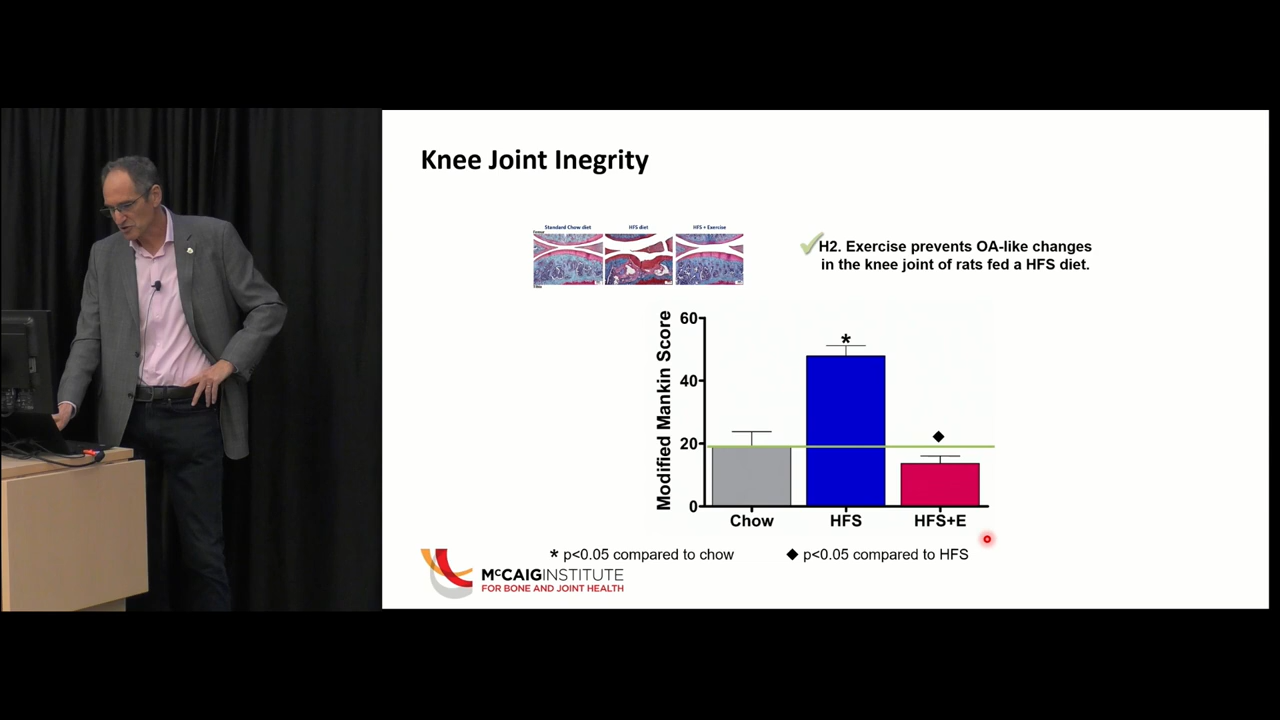 Knee Joint Inegrity
Standard Chow diet
HFS diet
HFS + Exercise
Femur
H2. Exercise prevents OA-like changes
in the knee joint of rats fed a HFS diet.
Modified Mankin Score
60
40
20
0
Chow
HFS
HFS+E
* p<0.05 compared to chow
◆ p<0.05 compared to HFS
McCAIGINSTITUTE
FOR BONE AND JOINT HEALTH